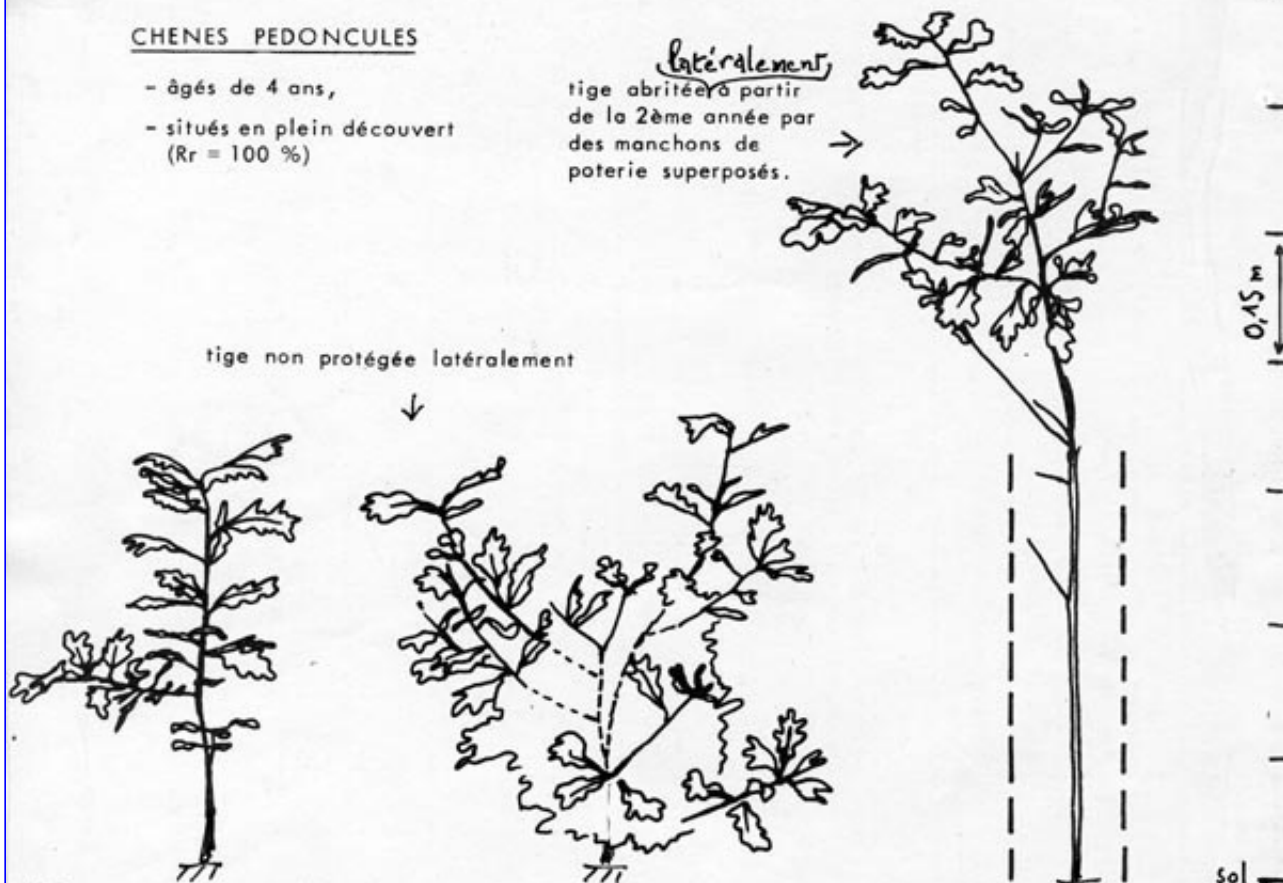 CHENES PEDONCULES
- âgés de 4 ans,
- situés en plein découvert
(Rr = 100 %)
latéralement
tige abritée à partir
de la 2ème année par
des manchons de
poterie superposés.
tige non protégée latéralement
0,15 m
sol